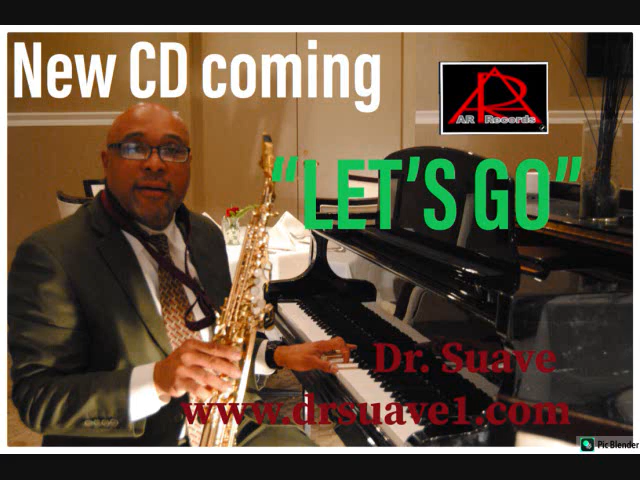 New CD coming
AR Records
“LET’S GO”
Dr. Suave
www.drsuave1.com
Pic Blender